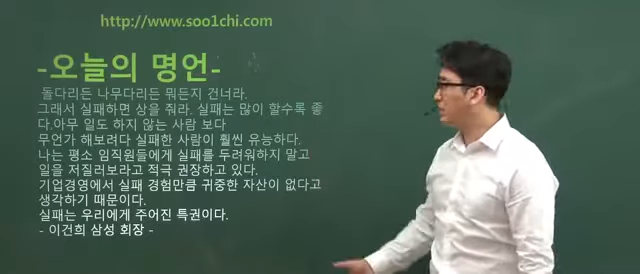 http://www.soo1chi.com
-오늘의 명언-
돌다리든 나무다리든 뭐든지 건너라.
그래서 실패하면 상을 줘라. 실패는 많이 할수록 좋
다.아무 일도 하지 않는 사람 보다
무언가 해보려다 실패한 사람이 훨씬 유능하다.
나는 평소 임직원들에게 실패를 두려워하지 말고
일을 저질러보라고 적극 권장하고 있다.
기업경영에서 실패 경험만큼 귀중한 자산이 없다고
생각하기 때문이다.
실패는 우리에게 주어진 특권이다.
- 이건희 삼성 회장 -